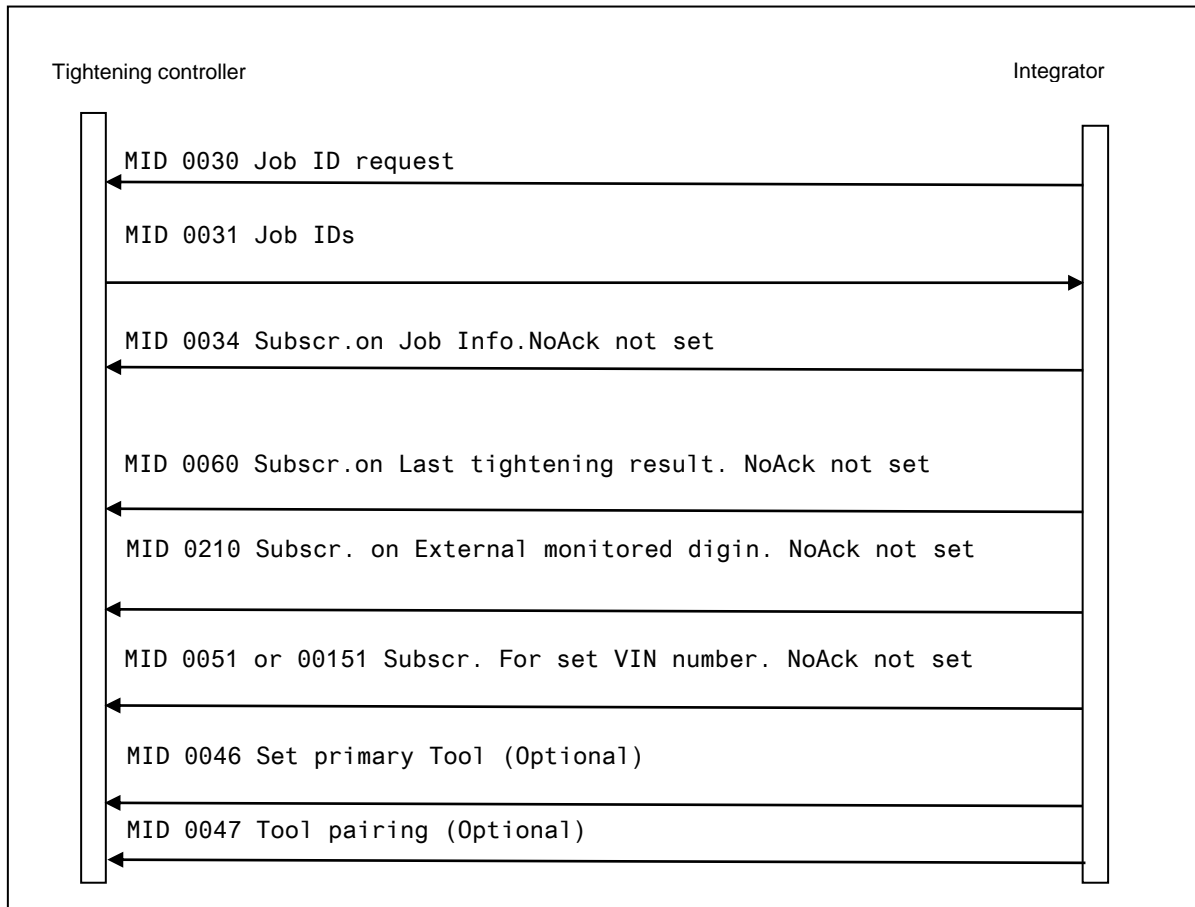 Tightening controller
Integrator
MID 0030 Job ID request
MID 0031 Job IDs
MID 0034 Subscr.on Job Info.NoAck not set
MID 0060 Subscr.on Last tightening result. NoAck not set
MID 0210 Subscr. on External monitored digin. NoAck not set
MID 0051 or 00151 Subscr. For set VIN number. NoAck not set
MID 0046 Set primary Tool (Optional)
MID 0047 Tool pairing (Optional)